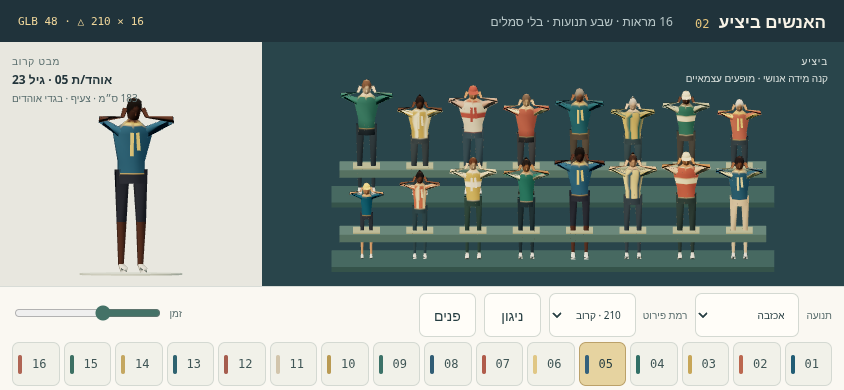 האנשים ביציע 02
16 מראות · שבע תנועות · בלי סמלים
GLB 48 · △ 210 × 16
ביציע
קנה מידה אנושי · מופעים עצמאיים
מבט קרוב
אוהד/ת 05 · גיל 23
183 ס״מ · צעיף · בגדי אוהדים
תנועה
אכזבה
רמת פירוט
210 · קרוב
ניגון
פנים
זמן
01
02
03
04
05
06
07
08
09
10
11
12
13
14
15
16